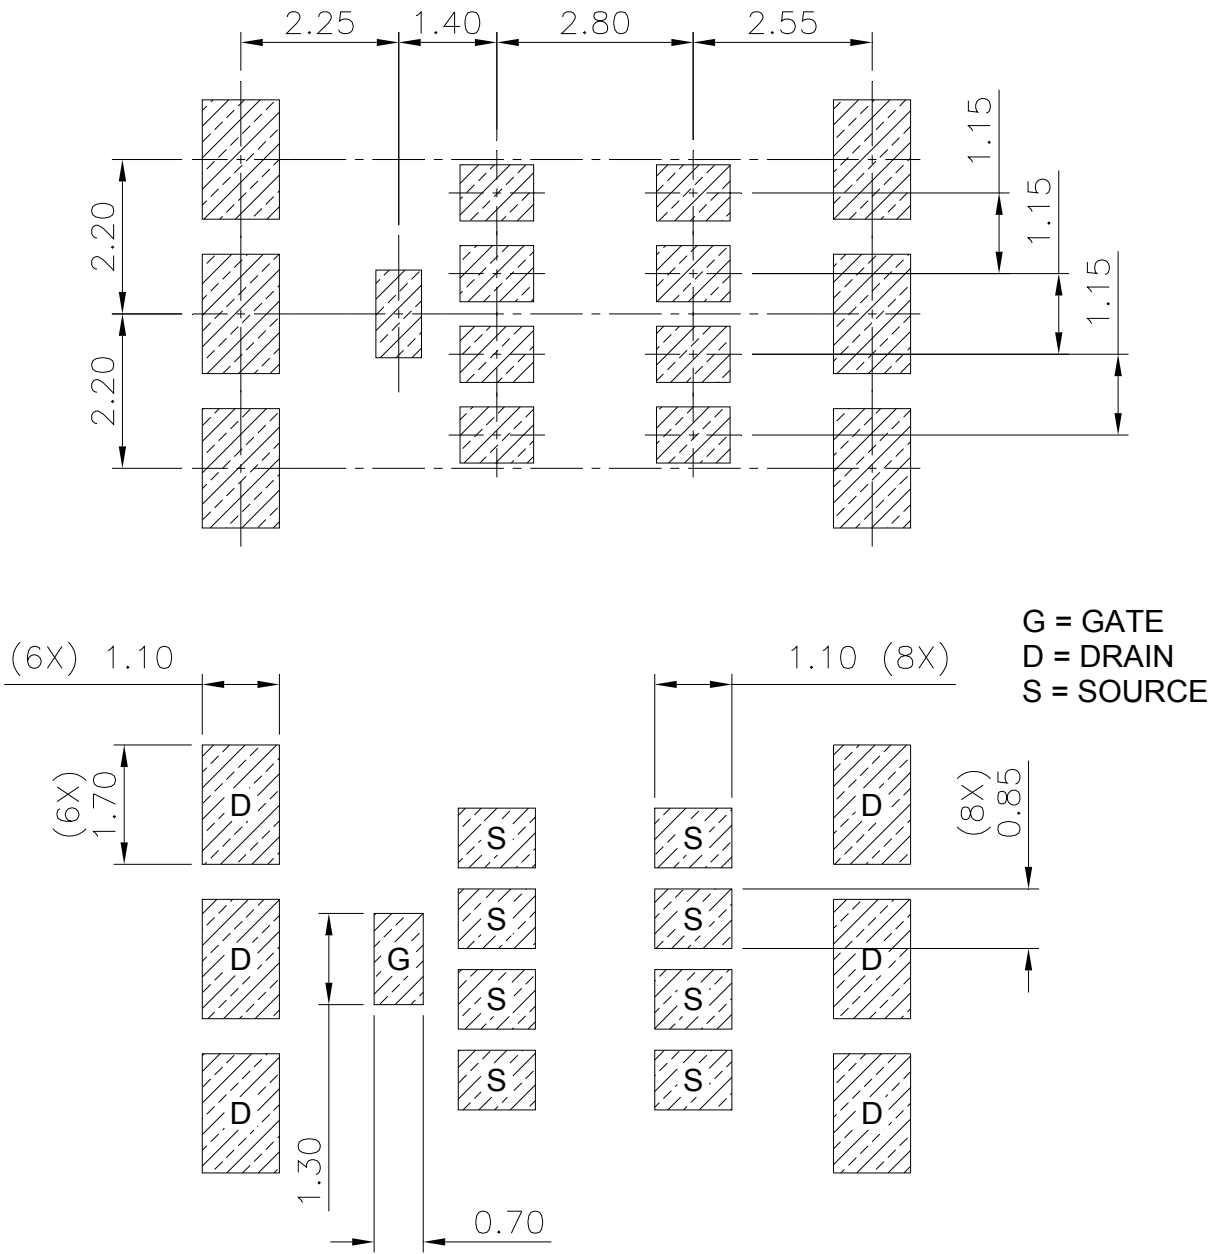 2.25 1.40 2.80 2.55
1.15
1.15
1.15
2.20
2.20
G = GATE
D = DRAIN
S = SOURCE
(6X) 1.10
1.10 (8X)
(6X)
1.70
(8X)
0.85
D
D
S
S
S
S
D
G
D
S
S
S
S
D
D
1.30
0.70